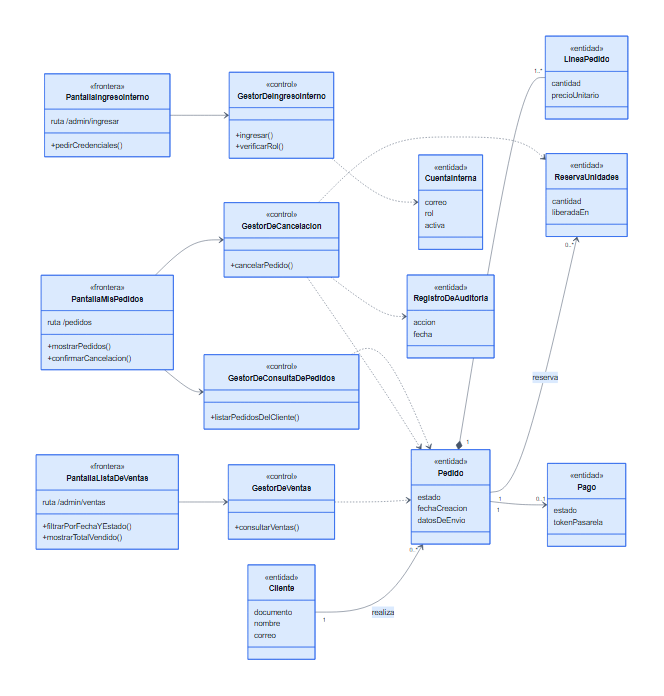 «entidad»
LineaPedido
1..*
cantidad
precioUnitario
«frontera»
PantallaIngresoInterno
ruta /admin/ingresar
+pedirCredenciales()
«control»
GestorDeIngresoInterno
+ingresar()
+verificarRol()
«entidad»
CuentaInterna
correo
rol
activa
«entidad»
ReservaUnidades
cantidad
liberadaEn
0..*
«control»
GestorDeCancelacion
+cancelarPedido()
«frontera»
PantallaMisPedidos
ruta /pedidos
+mostrarPedidos()
+confirmarCancelacion()
«entidad»
RegistroDeAuditoria
accion
fecha
«control»
GestorDeConsultaDePedidos
+listarPedidosDelCliente()
reserva
1
«frontera»
PantallaListaDeVentas
ruta /admin/ventas
+filtrarPorFechaYEstado()
+mostrarTotalVendido()
«control»
GestorDeVentas
+consultarVentas()
«entidad»
Pedido
estado
fechaCreacion
datosDeEnvio
1
1
0..1
«entidad»
Pago
estado
tokenPasarela
0..*
«entidad»
Cliente
documento
nombre
correo
1
realiza